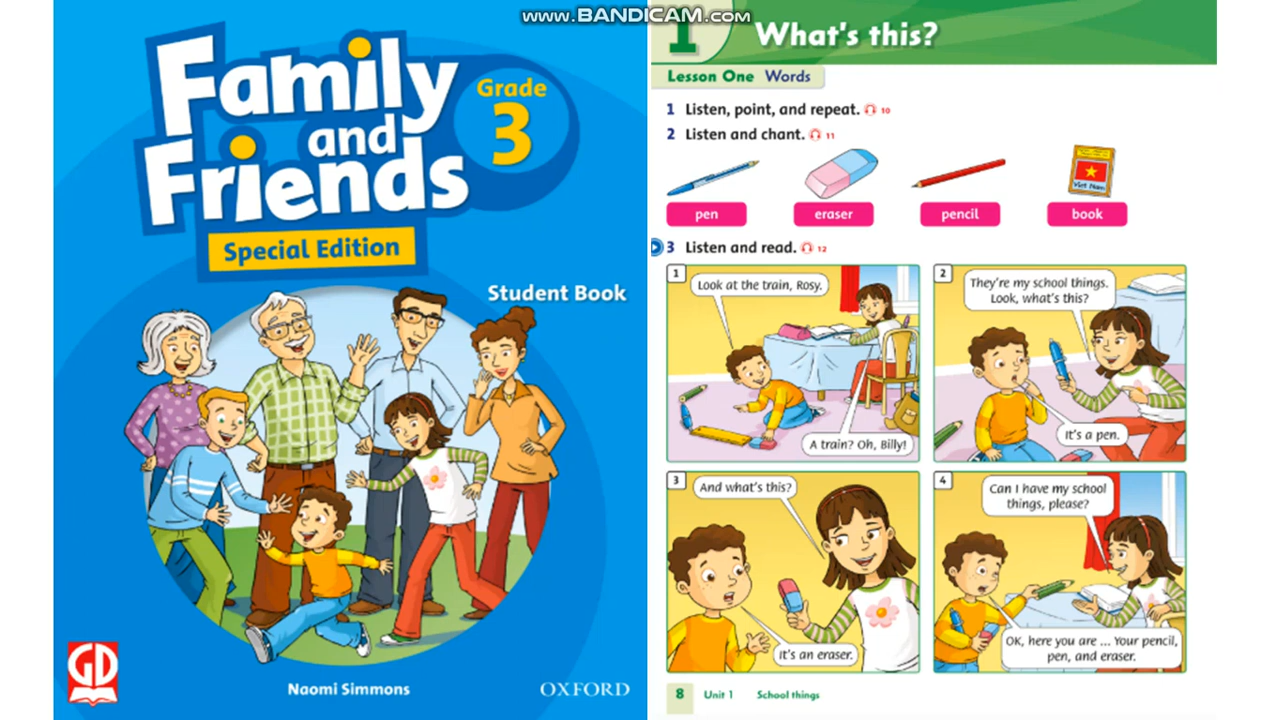 www.BANDICAM.com
Family
and
Friends
Grade
3
Special Edition
Student Book
GD
Naomi Simmons
OXFORD
1 What's this?
Lesson One Words
1 Listen, point, and repeat. 10
2 Listen and chant. 11
Viet Nam
pen eraser pencil book
3 Listen and read. 12
1
Look at the train, Rosy.
A train? Oh, Billy!
2
They're my school things.
Look, what's this?
It's a pen.
3
And what's this?
It's an eraser.
4
Can I have my school
things, please?
OK, here you are ... Your pencil,
pen, and eraser.
8 Unit 1 School things